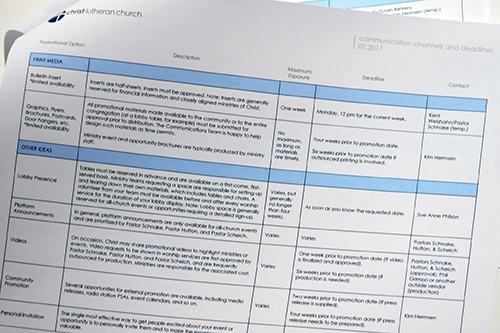 Susan Behrens
(temp.)
christ lutheran church
communication channels and deadlines
07.2017
Promotional Option
Description
Maximum
Exposure
Deadline
Contact
PRINT MEDIA
Bulletin Insert
*limited availability
Inserts are half-sheets. Inserts must be approved. Note: Inserts are generally
reserved for financial information and closely aligned ministries of Christ.
One week
Monday, 12 pm for the current week.
Kent
Schnake (temp.)
Graphics, Flyers,
Brochures, Postcards,
Door hangers, etc.
*limited availability
All promotional materials made available to the community or to the entire
congregation (at a lobby table, for example) must be submitted for
approval prior to distribution. The Communications Team is happy to help
design such materials as time permits.
Ministry event and opportunity brochures are typically produced by ministry
staff.
No
maximum,
as long as
materials
are timely.
Four weeks prior to promotion date.
Six weeks prior to promotion date if
outsourced printing is involved.
Kim Hermsen
OTHER IDEAS
Lobby Presence
Tables must be reserved in advance and are available on a first-come, first-
served basis. Ministry teams requesting a space are responsible for setting up
and tearing down their own materials, which includes tables and chairs. A
volunteer from your team must be available before and after every worship
service for the duration of your lobby display. Note: Lobby space is generally
reserved for all-church events or opportunities requiring a detailed sign-up.
Varies, but
generally
no longer
than four
weeks.
As soon as you know the requested date.
Sue Anne Philson
Platform
Announcements
In general, platform announcements are only available for all-church events
and are prioritized by Pastor Schnake, Pastor Hutton, and Pastor Scheich.
Varies
Varies
Pastors Schnake,
Hutton, & Scheich
Videos
On occasion, Christ may share promotional videos to highlight ministries or
events. Video requests to be shown in worship services are first approved by
Pastor Schnake, Pastor Hutton, and Pastor Scheich, and are frequently
outsourced for production. Ministries are responsible for the associated cost.
Varies
Two weeks prior to promotion date (if video
is finalized and approved).
Six weeks prior to promotion date (if
production is needed).
Pastors Schnake,
Hutton, & Scheich
(approval); Phil
Grimpo or another
outside vendor
(production)
Community
Promotion
Several opportunities for external promotion are available, including media
releases, radio station PSAs, event calendars, and so on.
Varies
Two weeks prior to promotion date (if press
release is supplied).
Four weeks prior to promotion date (if press
release needs to be prepared).
Kim Hermsen
Personal Invitation
The single most effective way to get people excited about your event or
opportunity is to personally invite them and to make the